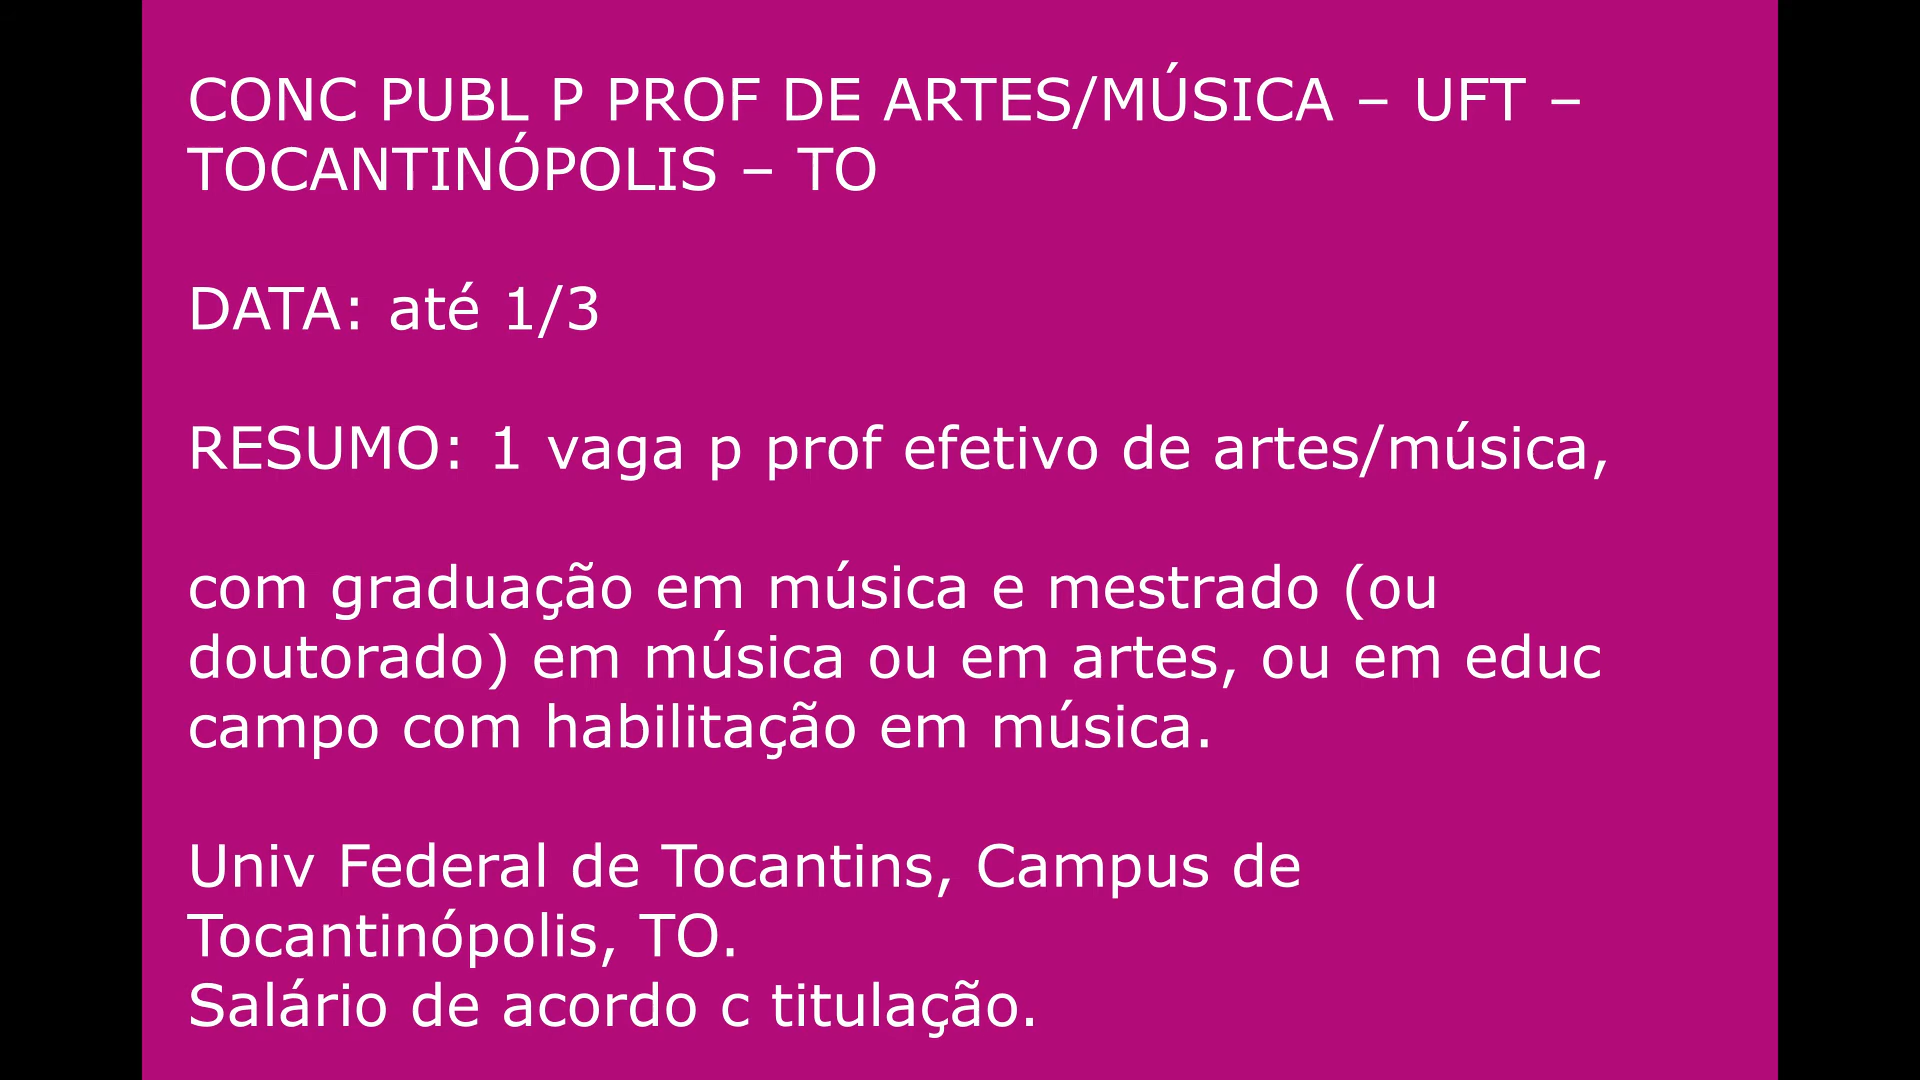 CONC PUBL P PROF DE ARTES/MÚSICA – UFT –
TOCANTINÓPOLIS – TO
DATA: até 1/3
RESUMO: 1 vaga p prof efetivo de artes/música,
com graduação em música e mestrado (ou
doutorado) em música ou em artes, ou em educ
campo com habilitação em música.
Univ Federal de Tocantins, Campus de
Tocantinópolis, TO.
Salário de acordo c titulação.